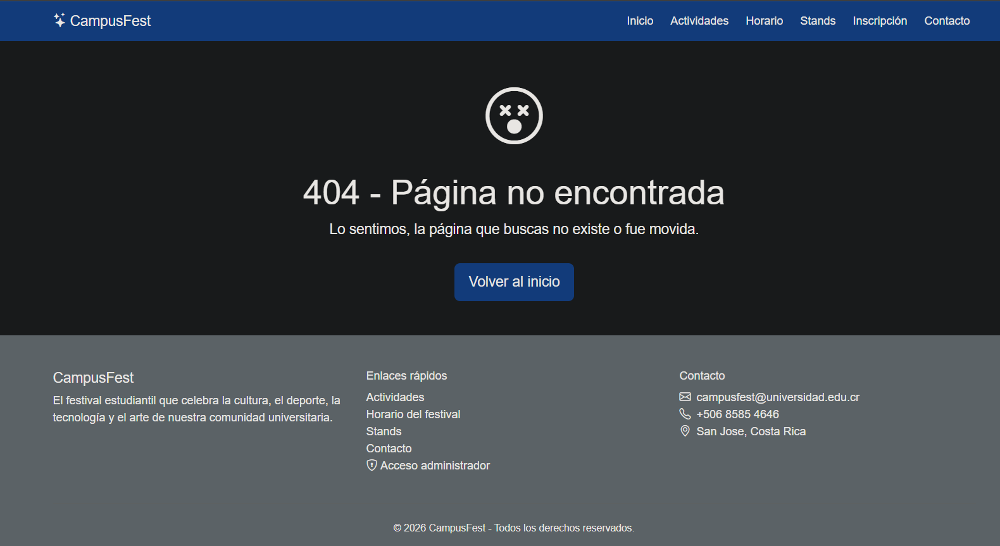 CampusFest
Inicio
Actividades
Horario
Stands
Inscripción
Contacto
404 - Página no encontrada
Lo sentimos, la página que buscas no existe o fue movida.
Volver al inicio
CampusFest
El festival estudiantil que celebra la cultura, el deporte, la
tecnología y el arte de nuestra comunidad universitaria.
Enlaces rápidos
Actividades
Horario del festival
Stands
Contacto
Acceso administrador
Contacto
campusfest@universidad.edu.cr
+506 8585 4646
San Jose, Costa Rica
© 2026 CampusFest - Todos los derechos reservados.